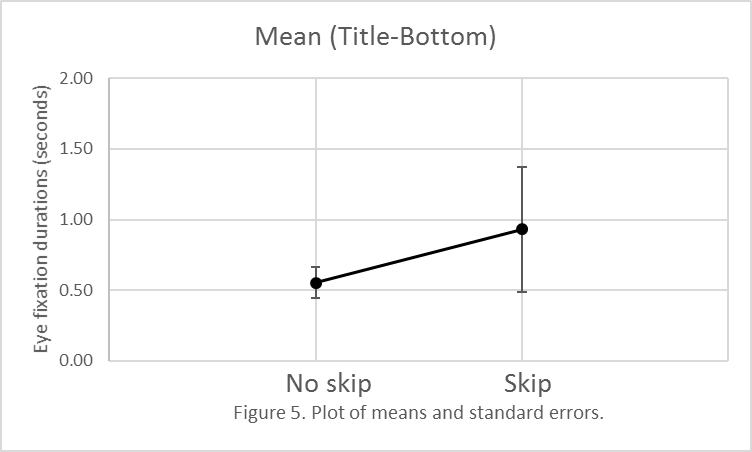 Mean (Title-Bottom)
Eye fixation durations (seconds)
2.00
1.50
1.00
0.50
0.00
No skip
Skip
Figure 5. Plot of means and standard errors.